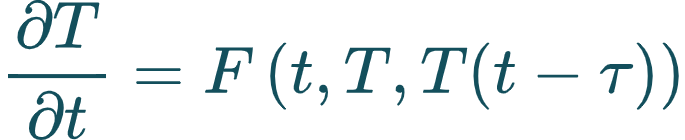 ∂T/∂t = F (t, T, T(t − τ))